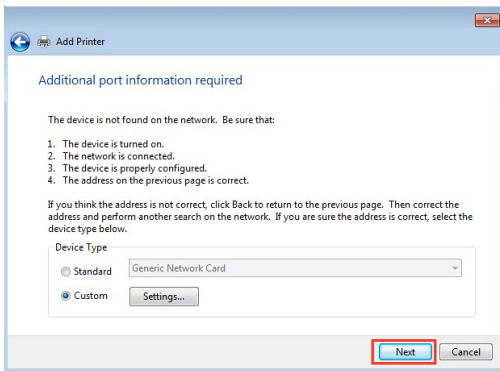 Add Printer
Additional port information required
The device is not found on the network. Be sure that:
1. The device is turned on.
2. The network is connected.
3. The device is properly configured.
4. The address on the previous page is correct.
If you think the address is not correct, click Back to return to the previous page. Then correct the
address and perform another search on the network. If you are sure the address is correct, select the
device type below.
Device Type
Standard Generic Network Card
Custom Settings...
Next Cancel